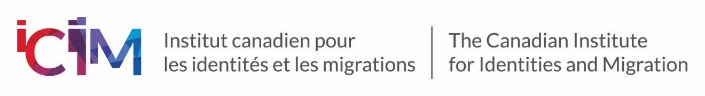 iCIM
Institut canadien pour
les identités et les migrations
The Canadian Institute
for Identities and Migration